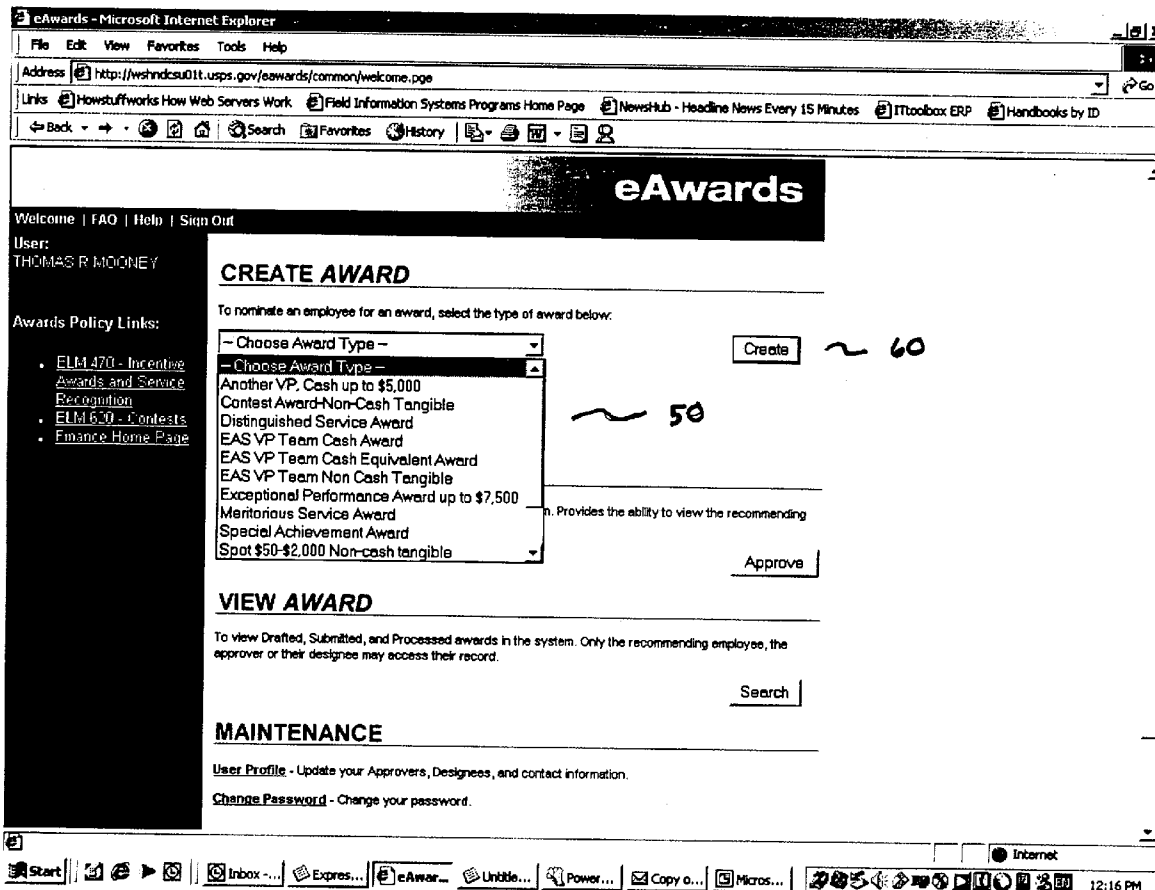 eAwards - Microsoft Internet Explorer
File Edit View Favorites Tools Help
Address http://wshndcsu01t.usps.gov/eawards/common/welcome.pge
Go
Links Howstuffworks How Web Servers Work Field Information Systems Programs Home Page NewsHub - Headline News Every 15 Minutes ITtoolbox ERP Handbooks by ID
Back Search Favorites History
eAwards
Welcome | FAQ | Help | Sign Out
User:
THOMAS R MOONEY
Awards Policy Links:
ELM 470 - Incentive
Awards and Service
Recognition
ELM 630 - Contests
Finance Home Page
CREATE AWARD
To nominate an employee for an award, select the type of award below:
-- Choose Award Type --
Create
60
-- Choose Award Type --
Another VP, Cash up to $5,000
Contest Award-Non-Cash Tangible
50
Distinguished Service Award
EAS VP Team Cash Award
EAS VP Team Cash Equivalent Award
EAS VP Team Non Cash Tangible
Exceptional Performance Award up to $7,500
Meritorious Service Award
n. Provides the ability to view the recommending
Special Achievement Award
Spot $50-$2,000 Non-cash tangible
Approve
VIEW AWARD
To view Drafted, Submitted, and Processed awards in the system. Only the recommending employee, the
approver or their designee may access their record.
Search
MAINTENANCE
User Profile - Update your Approvers, Designees, and contact information.
Change Password - Change your password.
Internet
Start Inbox -... Expres... eAwar... Untitle... Power... Copy o... Micros... 12:16 PM